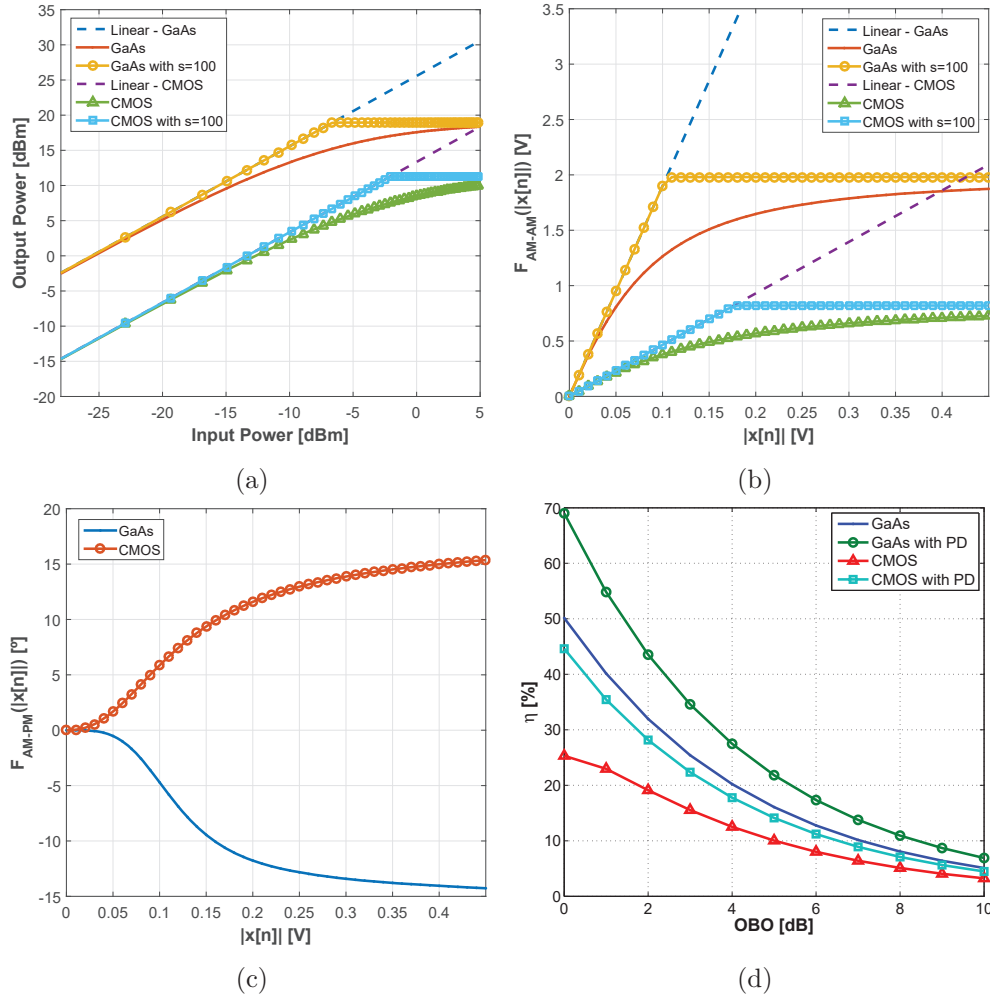 35
30
25
20
15
10
5
0
-5
-10
-15
20
-25
-20
-15
-10
-5
0
5
Output Power [dBm]
Input Power [dBm]
Linear - GaAs
GaAs
GaAs with s=100
Linear - CMOS
CMOS
CMOS with s=100
(a)
3.5
3
2.5
2
1.5
1
0.5
0
0
0.05
0.1
0.15
0.2
0.25
0.3
0.35
0.4
F AM-AM(|x[n]|) [V]
|x[n]| [V]
Linear - GaAs
GaAs
GaAs with s=100
Linear - CMOS
CMOS
CMOS with s=100
(b)
20
15
10
5
0
-5
-10
-15
0
0.05
0.1
0.15
0.2
0.25
0.3
0.35
0.4
F AM-PM(|x[n]|) [º]
|x[n]| [V]
GaAs
CMOS
(c)
70
60
50
40
30
20
10
0
0
2
4
6
8
10
η [%]
OBO [dB]
GaAs
GaAs with PD
CMOS
CMOS with PD
(d)